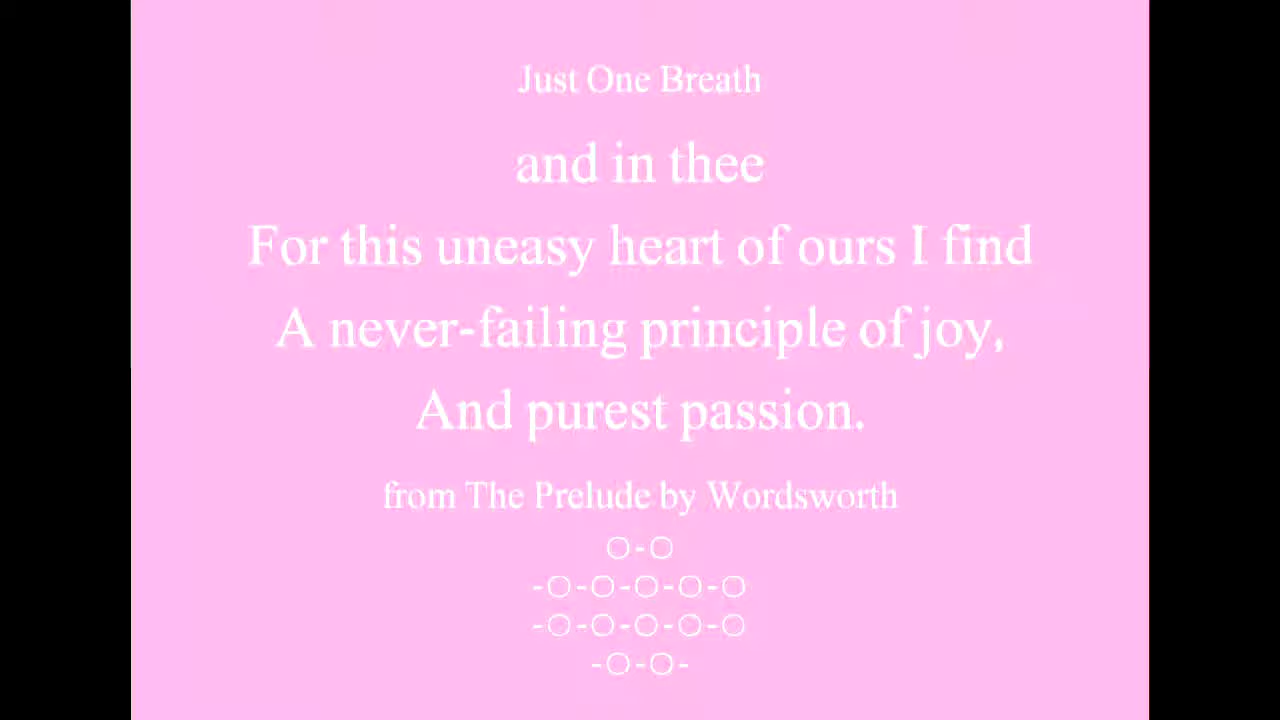 Just One Breath
and in thee
For this uneasy heart of ours I find
A never-failing principle of joy,
And purest passion.
from The Prelude by Wordsworth
○-○
-○-○-○-○-○
-○-○-○-○-○
-○-○-